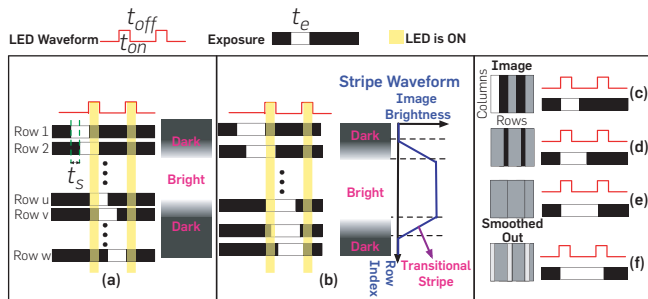 LED Waveform
t_off
t_on
Exposure
t_e
LED is ON
Row 1
Row 2
t_s
Row u
Row v
Row w
Dark
Bright
Dark
(a)
Stripe Waveform
Image
Brightness
Dark
Bright
Dark
Row
Index
Transitional
Stripe
(b)
Image
Columns
Rows
(c)
(d)
(e)
Smoothed
Out
(f)